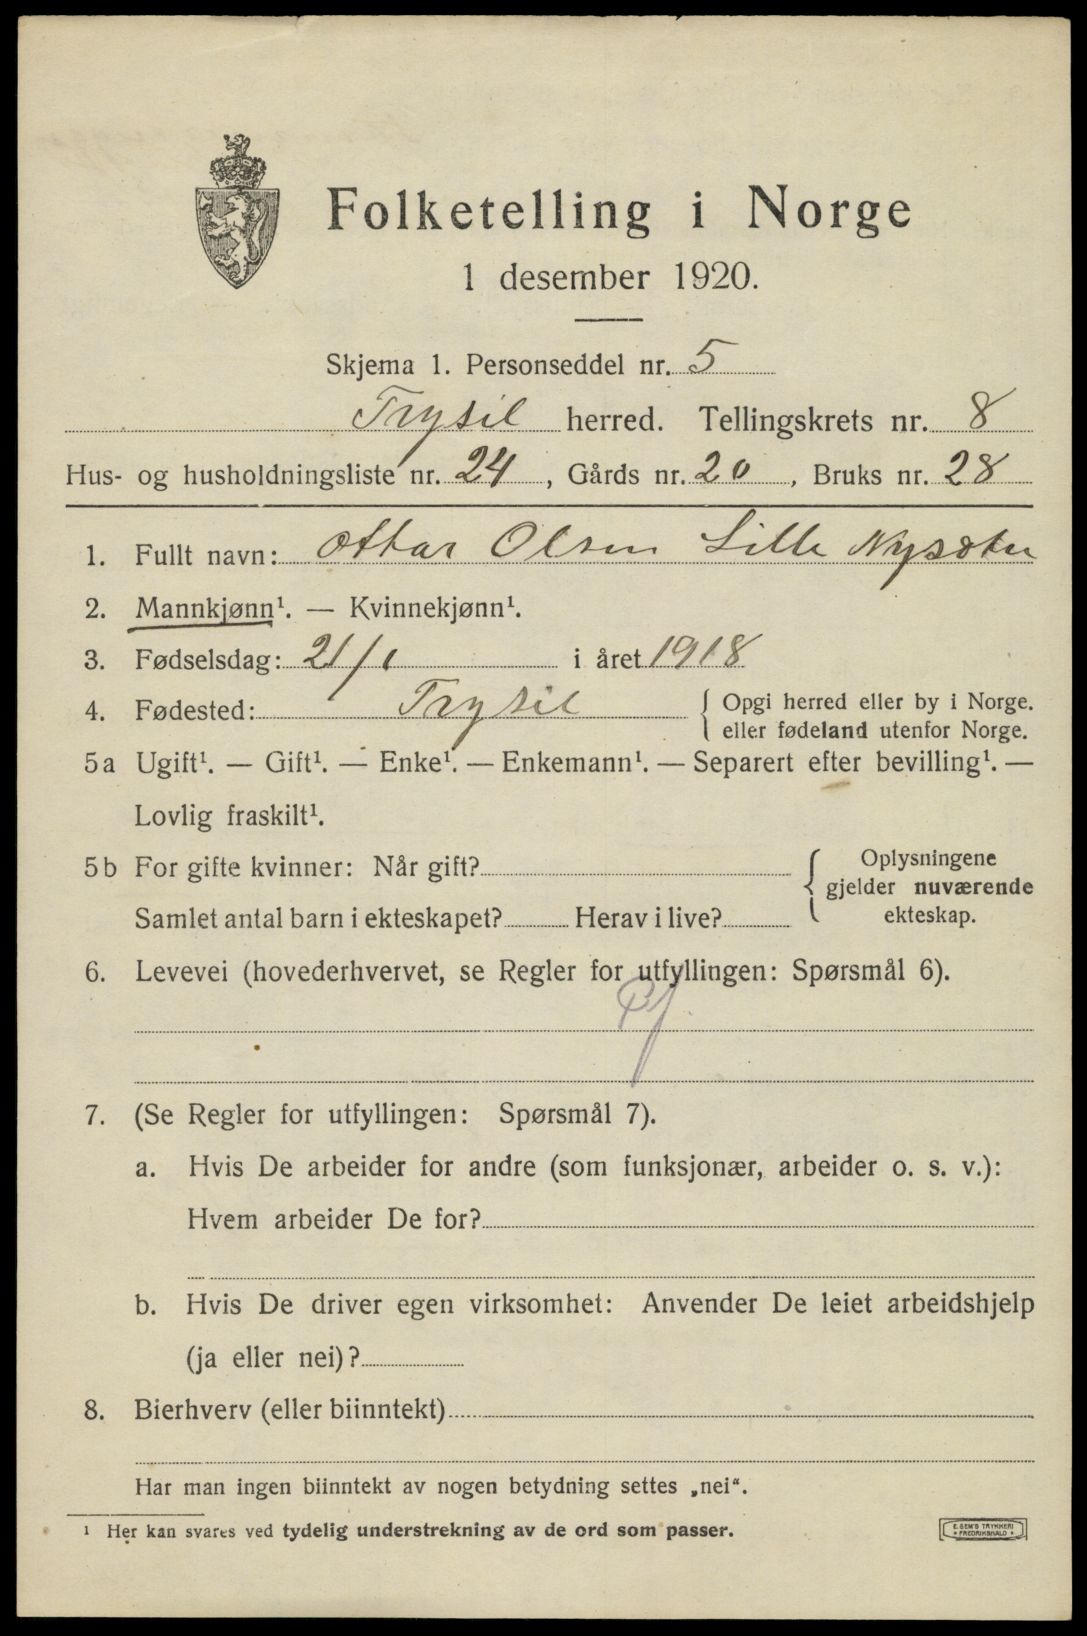 Folketelling i Norge
1 desember 1920.
Skjema 1. Personseddel nr. 5
Trysil herred. Tellingskrets nr. 8
Hus- og husholdningsliste nr. 24, Gårds nr. 20, Bruks nr. 28
1. Fullt navn: Ottar Olsen Lille Nysæter
2. Mannkjønn¹. — Kvinnekjønn¹.
3. Fødselsdag: 21/1 i året 1918
4. Fødested: Trysil { Opgi herred eller by i Norge.
eller fødeland utenfor Norge.
5a Ugift¹. — Gift¹. — Enke¹. — Enkemann¹. — Separert efter bevilling¹. —
Lovlig fraskilt¹.
5b For gifte kvinner: Når gift?
Samlet antal barn i ekteskapet? Herav i live?
{ Oplysningene
gjelder nuværende
ekteskap.
6. Levevei (hovederhvervet, se Regler for utfyllingen: Spørsmål 6).
7. (Se Regler for utfyllingen: Spørsmål 7).
a. Hvis De arbeider for andre (som funksjonær, arbeider o. s. v.):
Hvem arbeider De for?
b. Hvis De driver egen virksomhet: Anvender De leiet arbeidshjelp
(ja eller nei)?
8. Bierhverv (eller biinntekt)
Har man ingen biinntekt av nogen betydning settes „nei“.
¹ Her kan svares ved tydelig understrekning av de ord som passer.
E. SEM'S TRYKKERI
• FREDRIKSHALD •